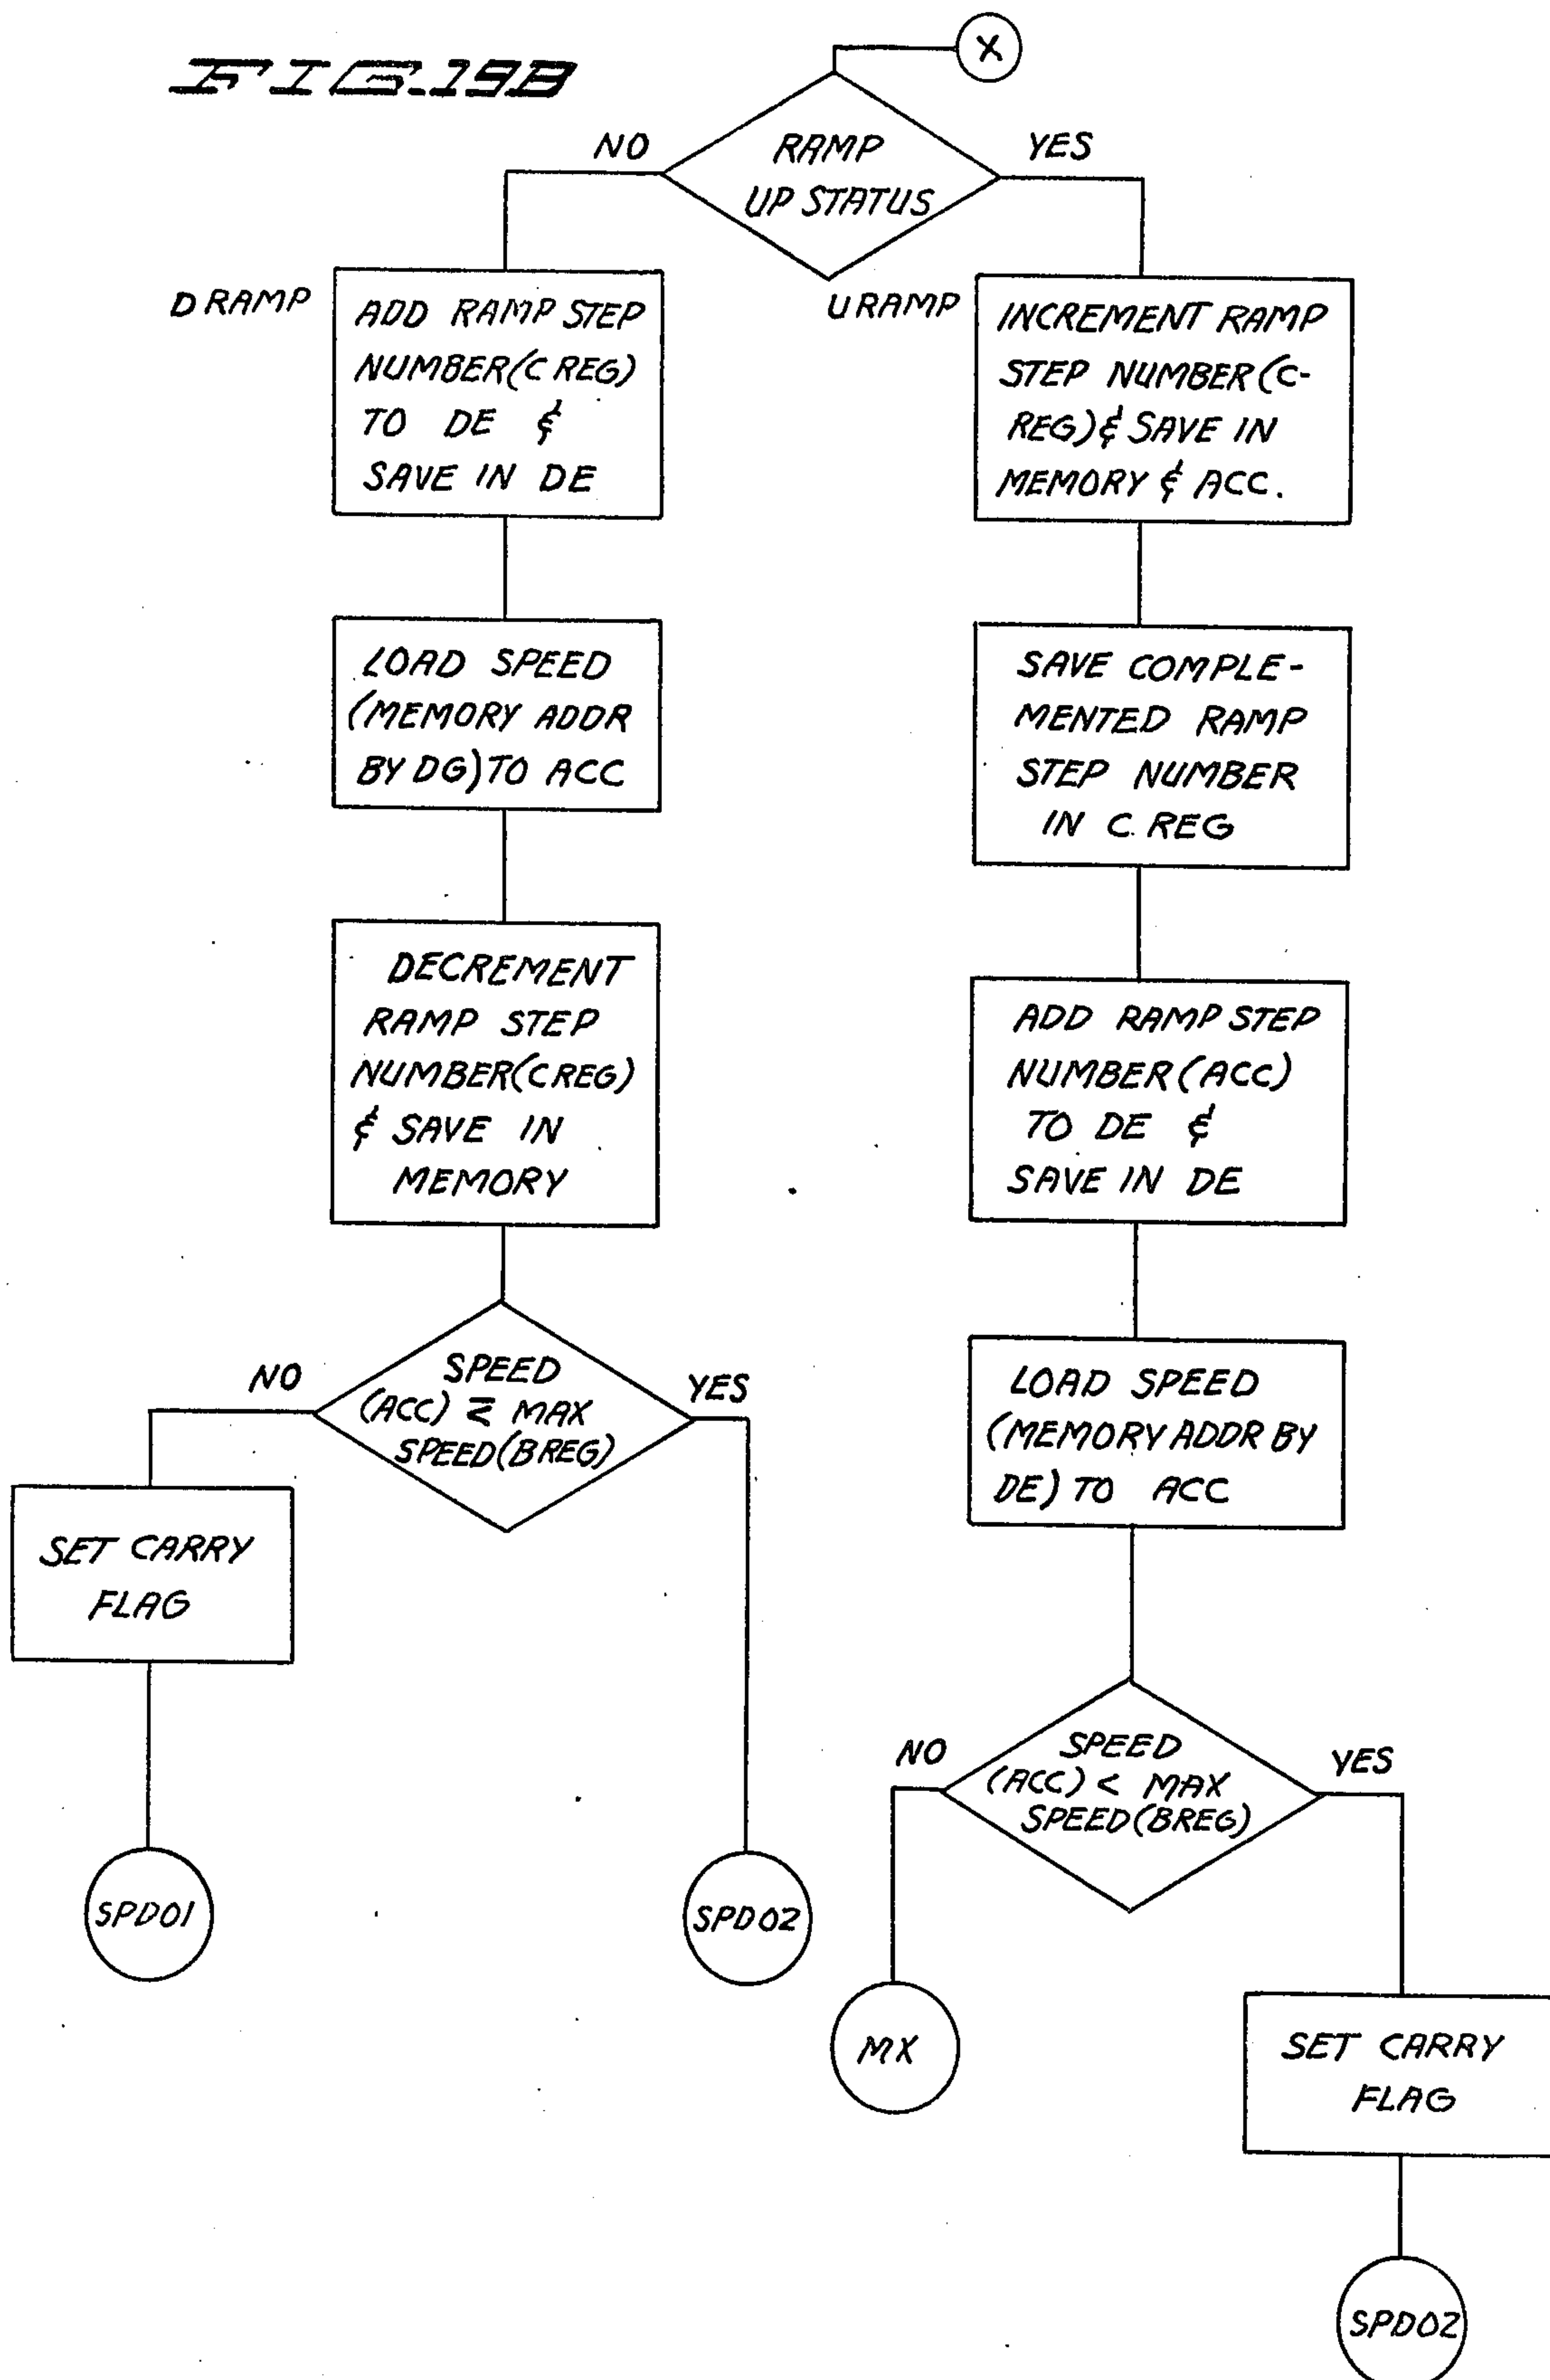 FIG. 19B
X
RAMP
UP STATUS
NO
YES
D RAMP
ADD RAMP STEP
NUMBER(C REG)
TO DE &
SAVE IN DE
LOAD SPEED
(MEMORY ADDR
BY DG) TO ACC
DECREMENT
RAMP STEP
NUMBER(C REG)
& SAVE IN
MEMORY
SPEED
(ACC) ≥ MAX
SPEED(BREG)
NO
YES
SET CARRY
FLAG
SPD01
SPD02
U RAMP
INCREMENT RAMP
STEP NUMBER(C-
REG) & SAVE IN
MEMORY & ACC.
SAVE COMPLE-
MENTED RAMP
STEP NUMBER
IN C. REG
ADD RAMP STEP
NUMBER(ACC)
TO DE &
SAVE IN DE
LOAD SPEED
(MEMORY ADDR BY
DE) TO ACC
SPEED
(ACC) < MAX
SPEED(BREG)
NO
YES
MX
SET CARRY
FLAG
SPD02